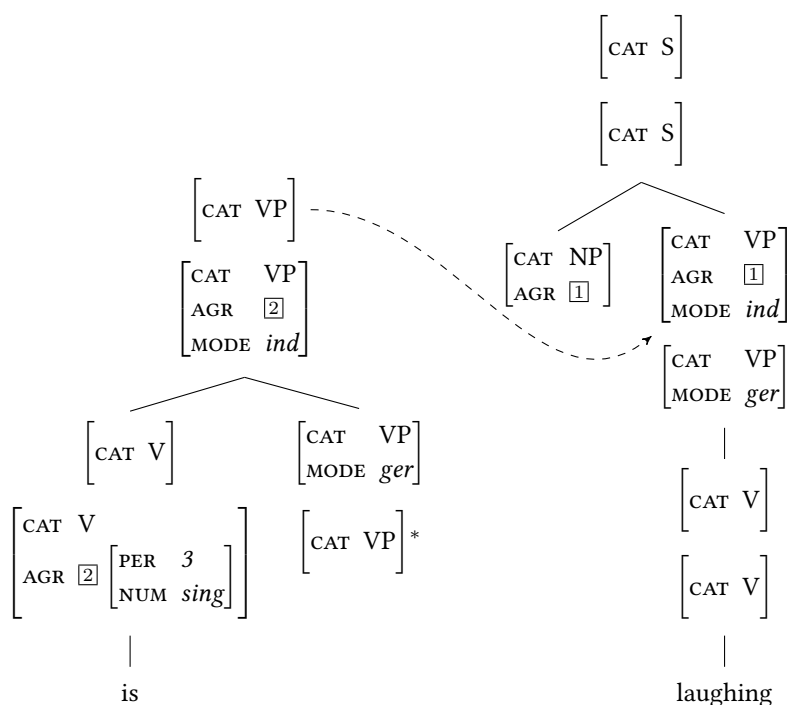 [CAT S]
[CAT S]
[CAT VP]
[CAT NP
AGR 1]
[CAT VP
AGR 1
MODE ind]
[CAT VP
AGR 2
MODE ind]
[CAT VP
MODE ger]
[CAT V]
[CAT VP
MODE ger]
[CAT V]
[CAT V
AGR 2 [PER 3
NUM sing]]
[CAT VP]*
[CAT V]
is
laughing